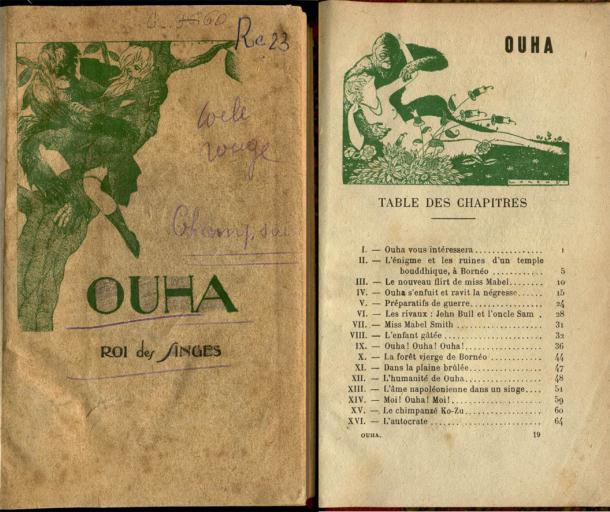 60
Re 23
toile
rouge
Champsau
OUHA
ROI des SINGES
OUHA
TABLE DES CHAPITRES
I. — Ouha vous intéressera . . . . . . . . . . . . . . . . 1
II. — L'énigme et les ruines d'un temple
bouddhique, à Bornéo . . . . . . . . . . . . 5
III. — Le nouveau flirt de miss Mabel . . . . . . . . 10
IV. — Ouha s'enfuit et ravit la négresse . . . . . . 15
V. — Préparatifs de guerre . . . . . . . . . . . . . . . . 24
VI. — Les rivaux : John Bull et l'oncle Sam . 28
VII. — Miss Mabel Smith . . . . . . . . . . . . . . . . . . 31
VIII. — L'enfant gâtée . . . . . . . . . . . . . . . . . . . . 32
IX. — Ouha ! Ouha ! Ouha ! . . . . . . . . . . . . . . . . 36
X. — La forêt vierge de Bornéo . . . . . . . . . . . . 44
XI. — Dans la plaine brûlée . . . . . . . . . . . . . . . . 47
XII. — L'humanité de Ouha . . . . . . . . . . . . . . . . 48
XIII. — L'âme napoléonienne dans un singe . . . . 51
XIV. — Moi ! Ouha ! Moi ! . . . . . . . . . . . . . . . . . . 59
XV. — Le chimpanzé Ko-Zu . . . . . . . . . . . . . . . . 60
XVI. — L'autocrate . . . . . . . . . . . . . . . . . . . . . . 64
OUHA. 19